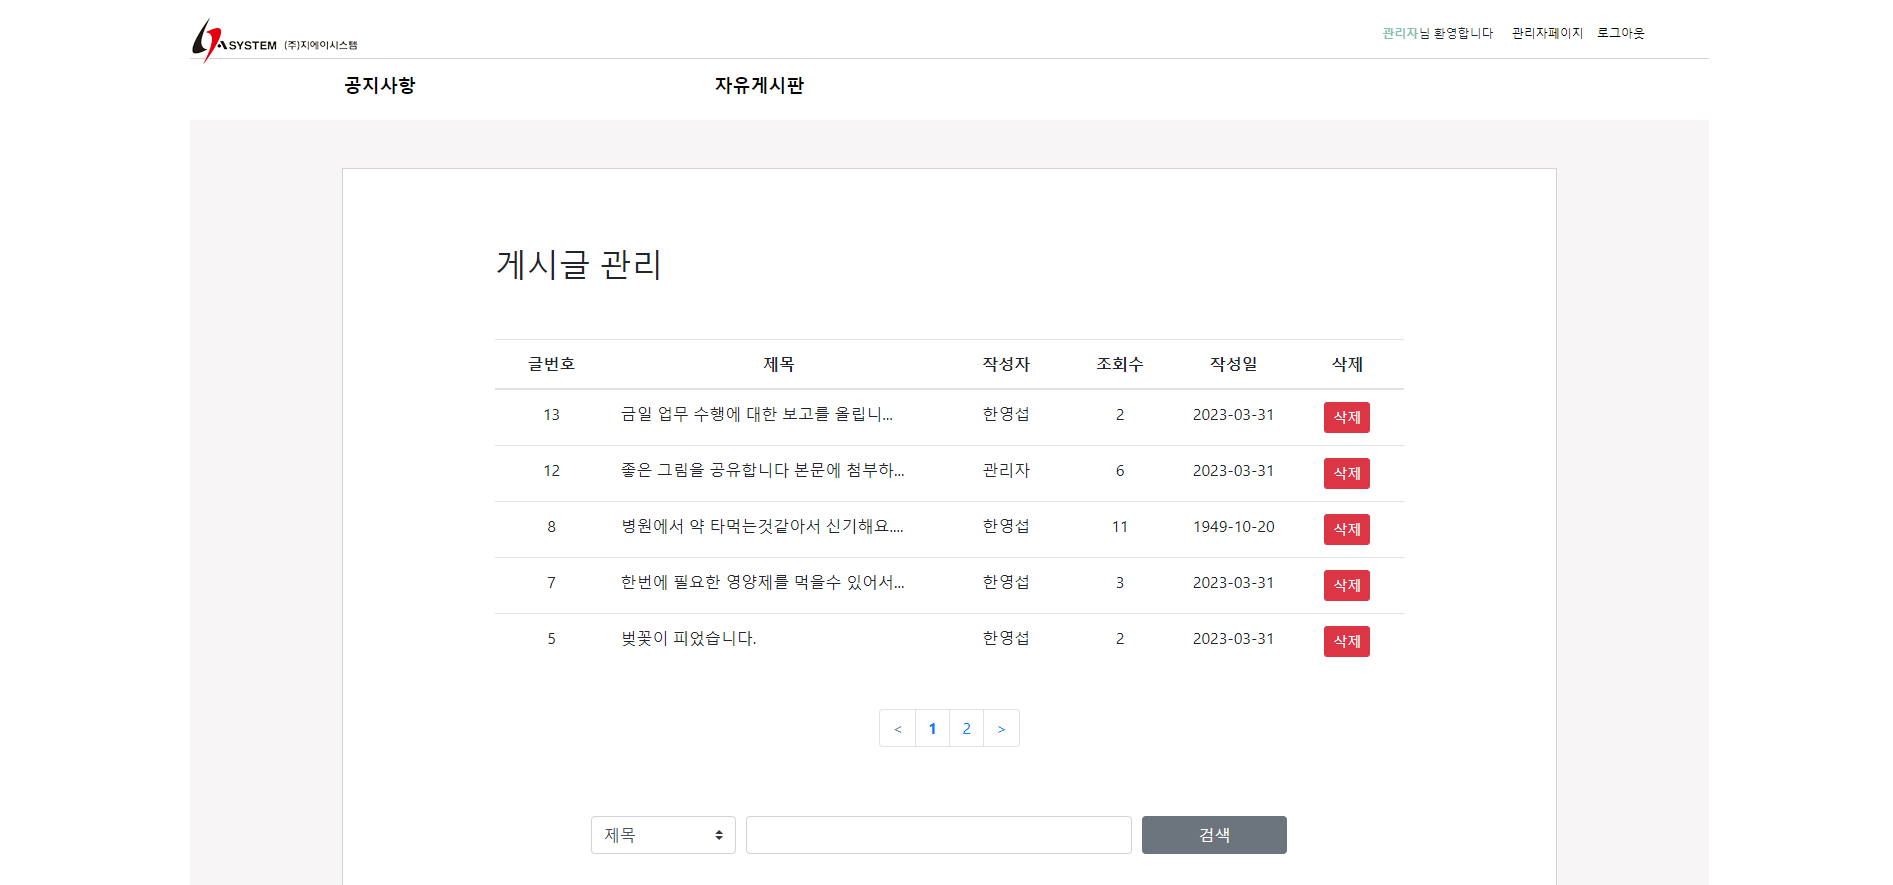 ASYSTEM (주)지에이시스템
관리자님 환영합니다 관리자페이지 로그아웃
공지사항 자유게시판
게시글 관리
글번호 제목 작성자 조회수 작성일 삭제
13 금일 업무 수행에 대한 보고를 올립니... 한영섭 2 2023-03-31 삭제
12 좋은 그림을 공유합니다 본문에 첨부하... 관리자 6 2023-03-31 삭제
8 병원에서 약 타먹는것같아서 신기해요.... 한영섭 11 1949-10-20 삭제
7 한번에 필요한 영양제를 먹을수 있어서... 한영섭 3 2023-03-31 삭제
5 벚꽃이 피었습니다. 한영섭 2 2023-03-31 삭제
< 1 2 >
제목 검색